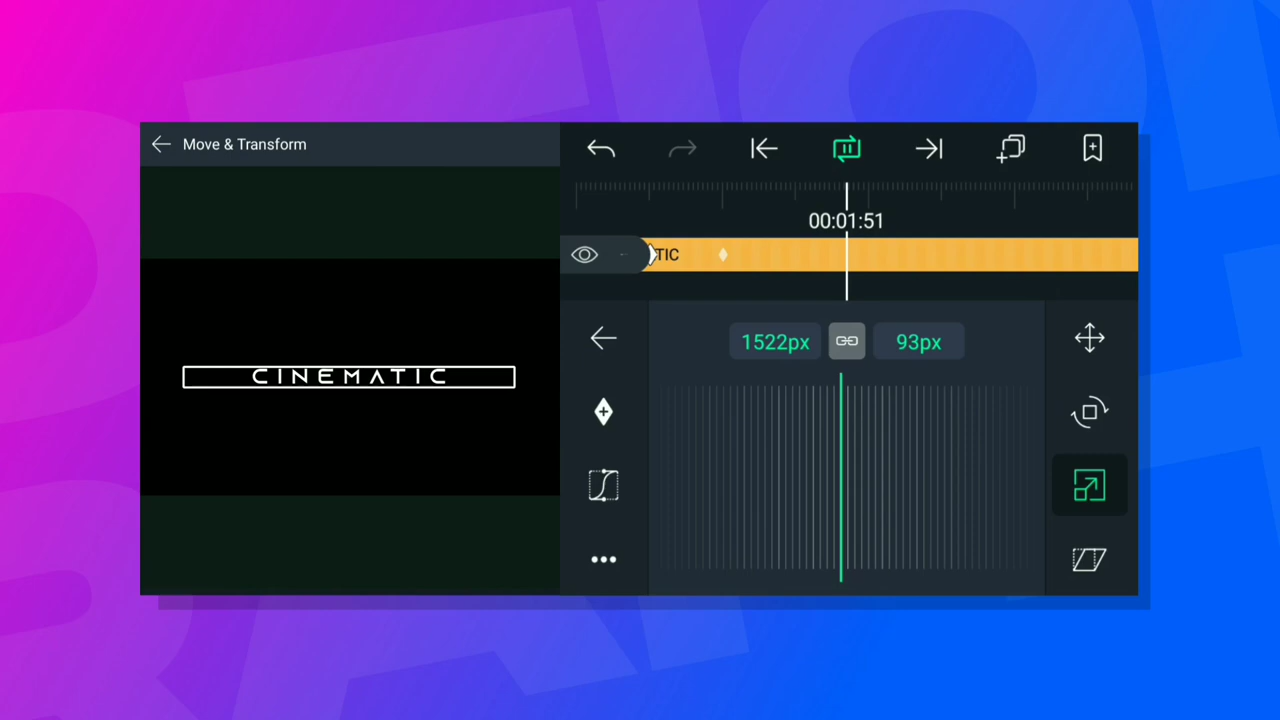 Move & Transform
CINEMATIC
00:01:51
TIC
1522px
93px